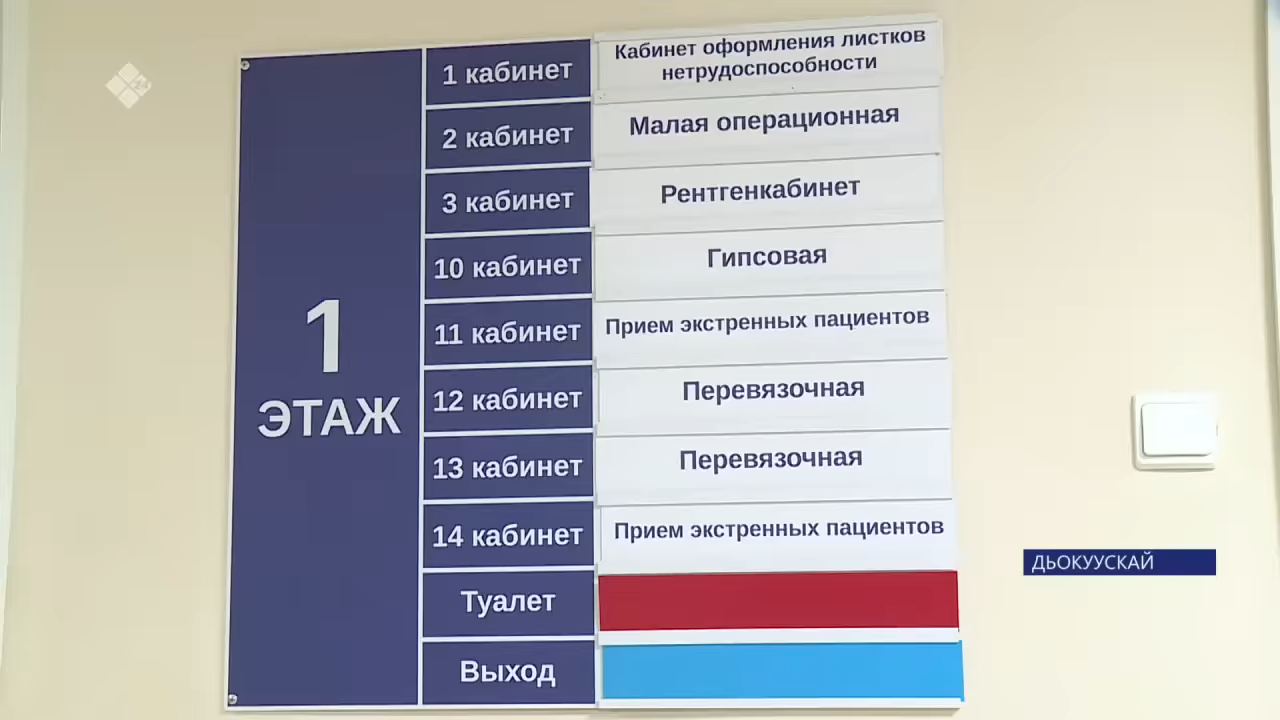 24
1 кабинет
Кабинет оформления листков
нетрудоспособности
2 кабинет
Малая операционная
3 кабинет
Рентгенкабинет
10 кабинет
Гипсовая
11 кабинет
Прием экстренных пациентов
1
ЭТАЖ
12 кабинет
Перевязочная
13 кабинет
Перевязочная
14 кабинет
Прием экстренных пациентов
Туалет
Выход
ДЬОКУУСКАЙ